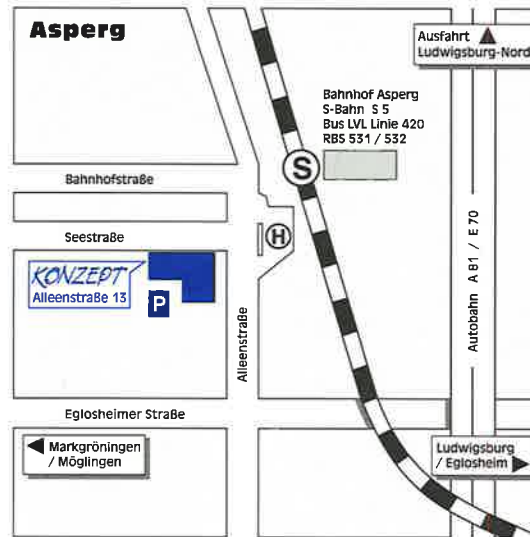 Asperg
Ausfahrt
Ludwigsburg-Nord
Bahnhof Asperg
S-Bahn S 5
Bus LVL Linie 420
RBS 531 / 532
S
Bahnhofstraße
H
Seestraße
KONZEPT
Alleenstraße 13
P
Alleenstraße
Autobahn A 81 / E 70
Eglosheimer Straße
Markgröningen
/ Möglingen
Ludwigsburg
/ Eglosheim